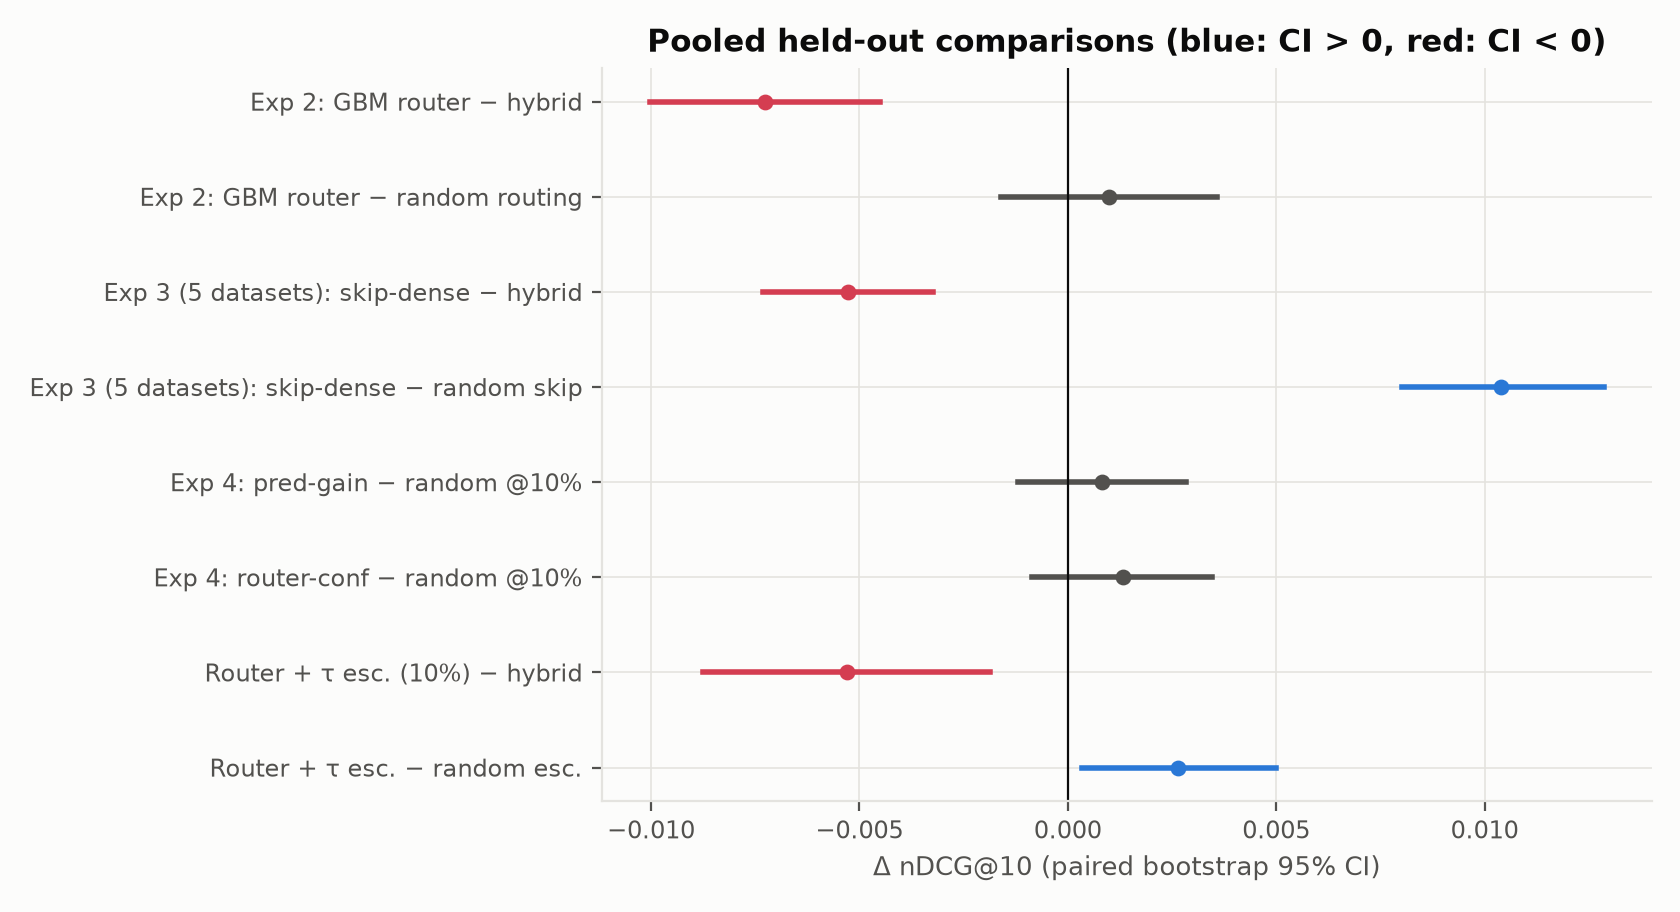 Pooled held-out comparisons (blue: CI > 0, red: CI < 0)
Exp 2: GBM router − hybrid
Exp 2: GBM router − random routing
Exp 3 (5 datasets): skip-dense − hybrid
Exp 3 (5 datasets): skip-dense − random skip
Exp 4: pred-gain − random @10%
Exp 4: router-conf − random @10%
Router + τ esc. (10%) − hybrid
Router + τ esc. − random esc.
−0.010 −0.005 0.000 0.005 0.010
Δ nDCG@10 (paired bootstrap 95% CI)